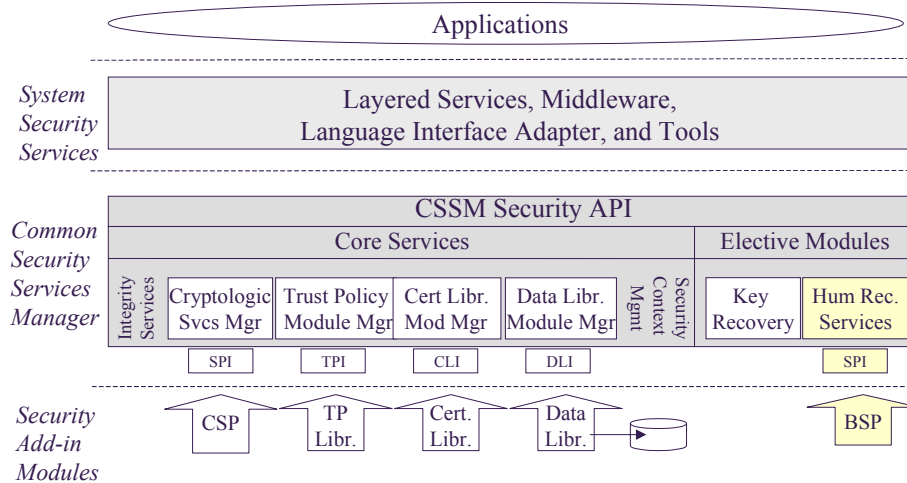 Applications
System
Security
Services
Layered Services, Middleware,
Language Interface Adapter, and Tools
Common
Security
Services
Manager
CSSM Security API
Core Services
Elective Modules
Integrity
Services
Cryptologic
Svcs Mgr
Trust Policy
Module Mgr
Cert Libr.
Mod Mgr
Data Libr.
Module Mgr
Security
Context
Mgmt
Key
Recovery
Hum Rec.
Services
SPI
TPI
CLI
DLI
SPI
Security
Add-in
Modules
CSP
TP
Libr.
Cert.
Libr.
Data
Libr.
BSP